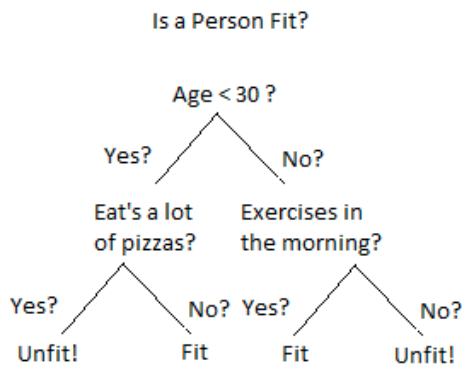 Is a Person Fit?
Age < 30 ?
Yes?
No?
Eat's a lot
of pizzas?
Exercises in
the morning?
Yes?
No?
Yes?
No?
Unfit!
Fit
Fit
Unfit!